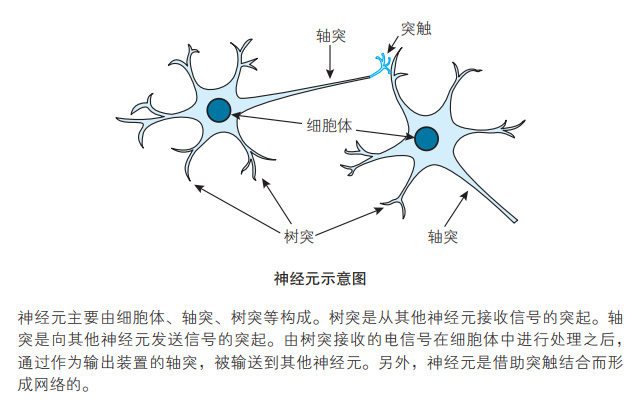 突触
轴突
细胞体
树突
轴突
神经元示意图
神经元主要由细胞体、轴突、树突等构成。树突是从其他神经元接收信号的突起。轴
突是向其他神经元发送信号的突起。由树突接收的电信号在细胞体中进行处理之后，
通过作为输出装置的轴突，被输送到其他神经元。另外，神经元是借助突触结合而形
成网络的。